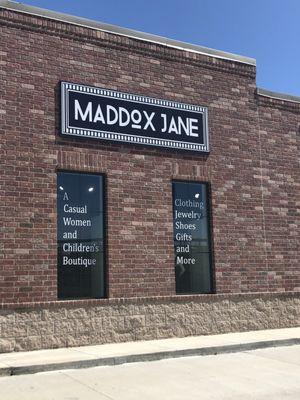 MADDOX JANE
A
Casual
Women
and
Children's
Boutique
Clothing
Jewelry
Shoes
Gifts
and
More